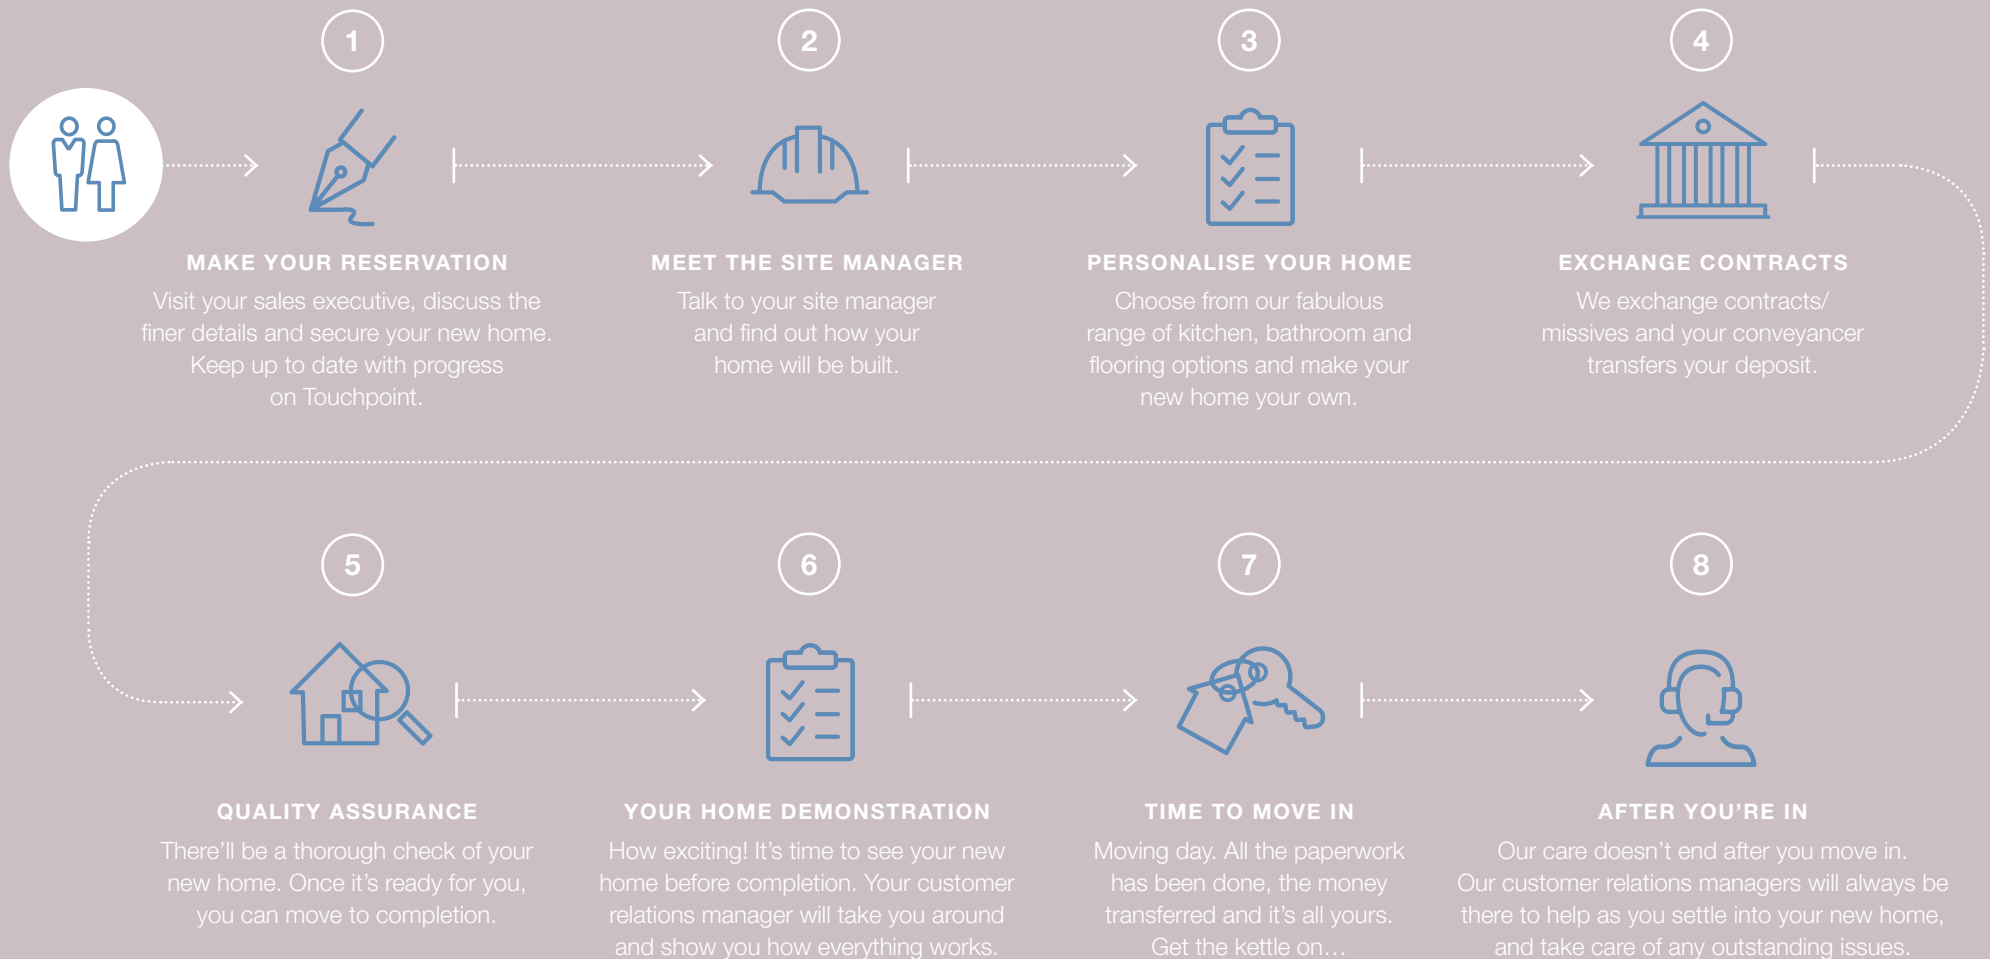 1
MAKE YOUR RESERVATION
Visit your sales executive, discuss the
finer details and secure your new home.
Keep up to date with progress
on Touchpoint.
2
MEET THE SITE MANAGER
Talk to your site manager
and find out how your
home will be built.
3
PERSONALISE YOUR HOME
Choose from our fabulous
range of kitchen, bathroom and
flooring options and make your
new home your own.
4
EXCHANGE CONTRACTS
We exchange contracts/
missives and your conveyancer
transfers your deposit.
5
QUALITY ASSURANCE
There’ll be a thorough check of your
new home. Once it’s ready for you,
you can move to completion.
6
YOUR HOME DEMONSTRATION
How exciting! It’s time to see your new
home before completion. Your customer
relations manager will take you around
and show you how everything works.
7
TIME TO MOVE IN
Moving day. All the paperwork
has been done, the money
transferred and it’s all yours.
Get the kettle on…
8
AFTER YOU’RE IN
Our care doesn’t end after you move in.
Our customer relations managers will always be
there to help as you settle into your new home,
and take care of any outstanding issues.